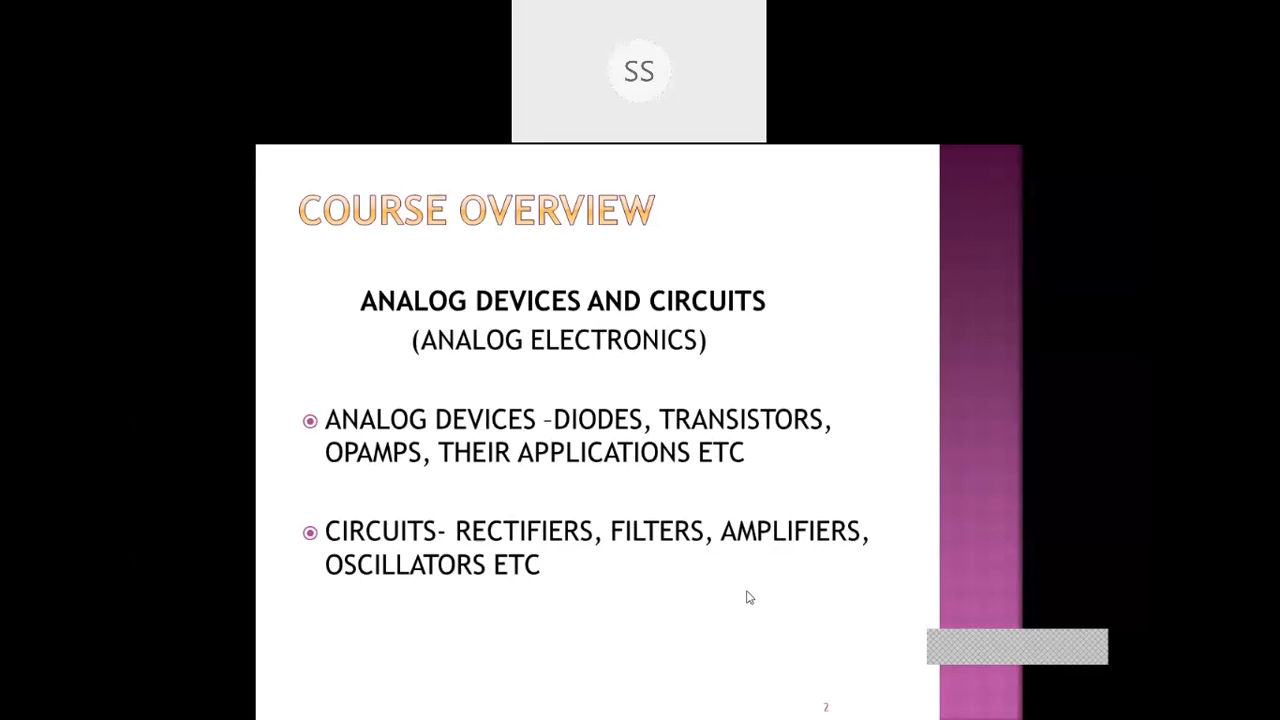 SS
COURSE OVERVIEW
ANALOG DEVICES AND CIRCUITS
(ANALOG ELECTRONICS)
ANALOG DEVICES –DIODES, TRANSISTORS,
OPAMPS, THEIR APPLICATIONS ETC
CIRCUITS- RECTIFIERS, FILTERS, AMPLIFIERS,
OSCILLATORS ETC
2